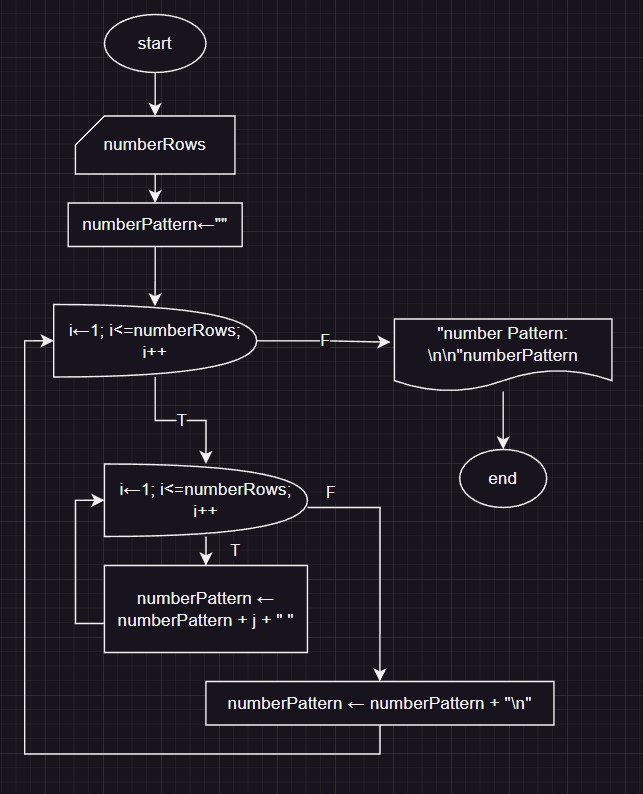 start
numberRows
numberPattern←""
i←1; i<=numberRows;
i++
F
"number Pattern:
\n\n"numberPattern
T
end
i←1; i<=numberRows;
i++
F
T
numberPattern ←
numberPattern + j + " "
numberPattern ← numberPattern + "\n"